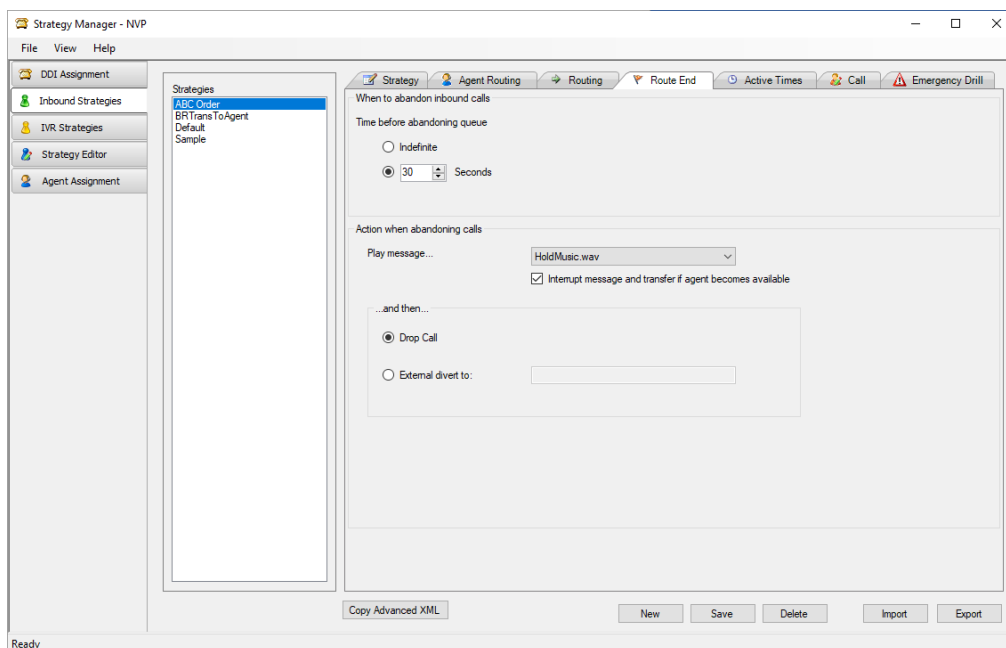 Strategy Manager - NVP
File View Help
DDI Assignment
Inbound Strategies
IVR Strategies
Strategy Editor
Agent Assignment
Strategies
ABC Order
BRTransToAgent
Default
Sample
Strategy Agent Routing Routing Route End Active Times Call Emergency Drill
When to abandon inbound calls
Time before abandoning queue
Indefinite
30 Seconds
Action when abandoning calls
Play message... HoldMusic.wav
Interrupt message and transfer if agent becomes available
...and then...
Drop Call
External divert to:
Copy Advanced XML New Save Delete Import Export
Ready